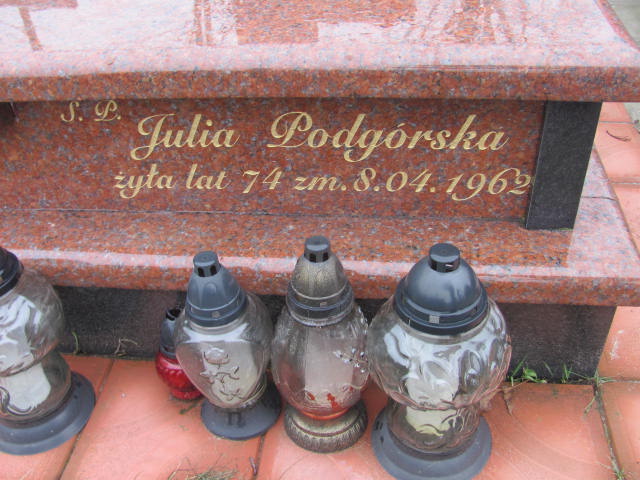 Ś. P.
Julia Podgórska
żyła lat 74 zm. 8.04.1962